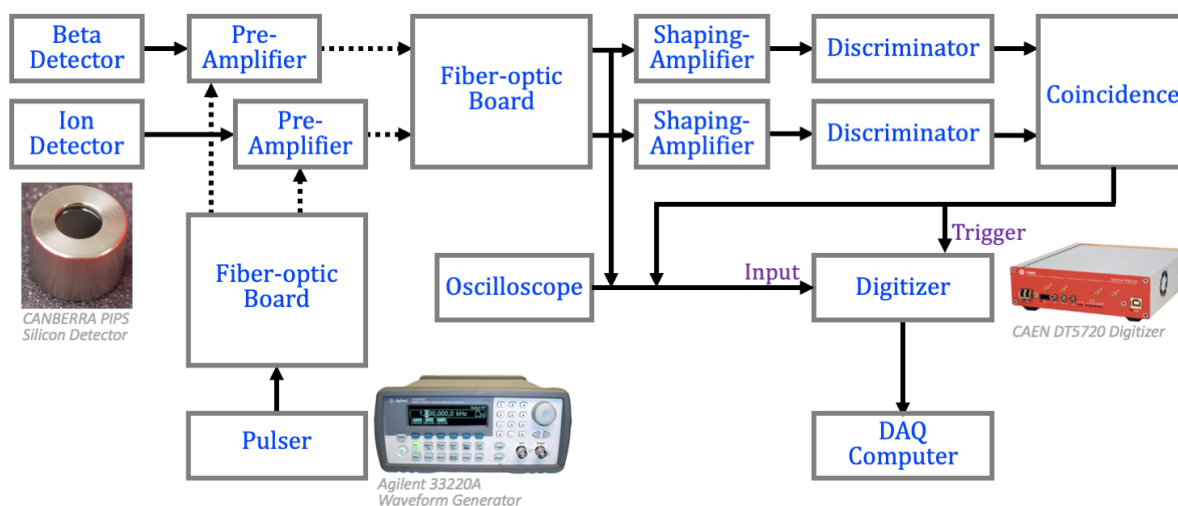 Beta
Detector
Pre-
Amplifier
Fiber-optic
Board
Shaping-
Amplifier
Discriminator
Coincidence
Ion
Detector
Pre-
Amplifier
Shaping-
Amplifier
Discriminator
CANBERRA PIPS
Silicon Detector
Fiber-optic
Board
Oscilloscope
Input
Trigger
Digitizer
CAEN DT5720 Digitizer
Pulser
Agilent 33220A
Waveform Generator
DAQ
Computer